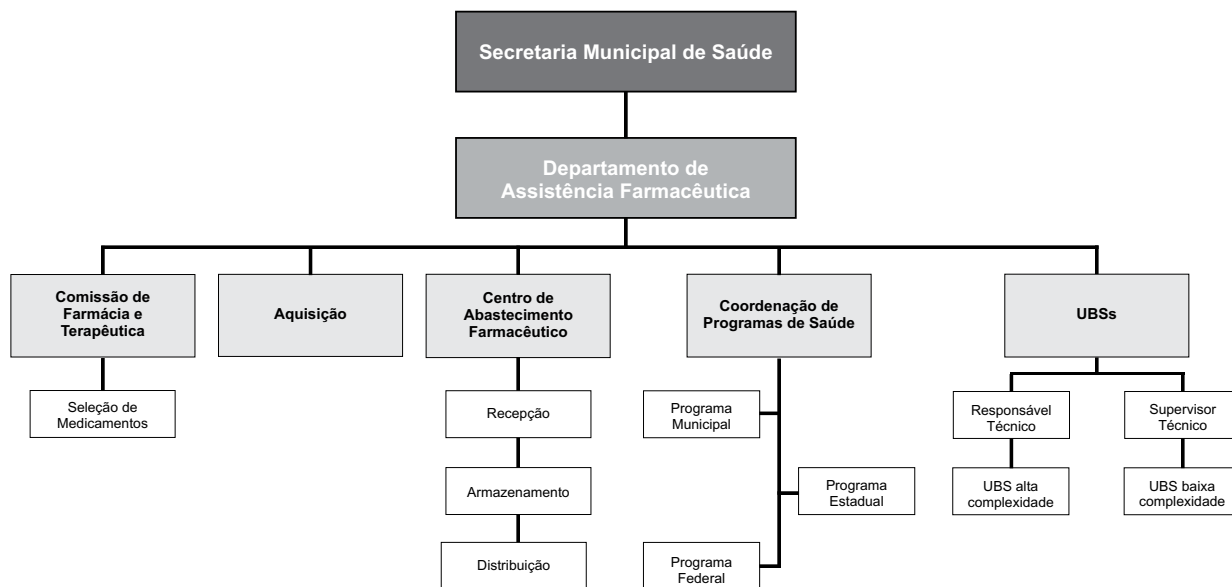 Secretaria Municipal de Saúde
Departamento de
Assistência Farmacêutica
Comissão de
Farmácia e
Terapêutica
Aquisição
Centro de
Abastecimento
Farmacêutico
Coordenação de
Programas de Saúde
UBSs
Seleção de
Medicamentos
Recepção
Armazenamento
Distribuição
Programa
Municipal
Programa
Estadual
Programa
Federal
Responsável
Técnico
UBS alta
complexidade
Supervisor
Técnico
UBS baixa
complexidade